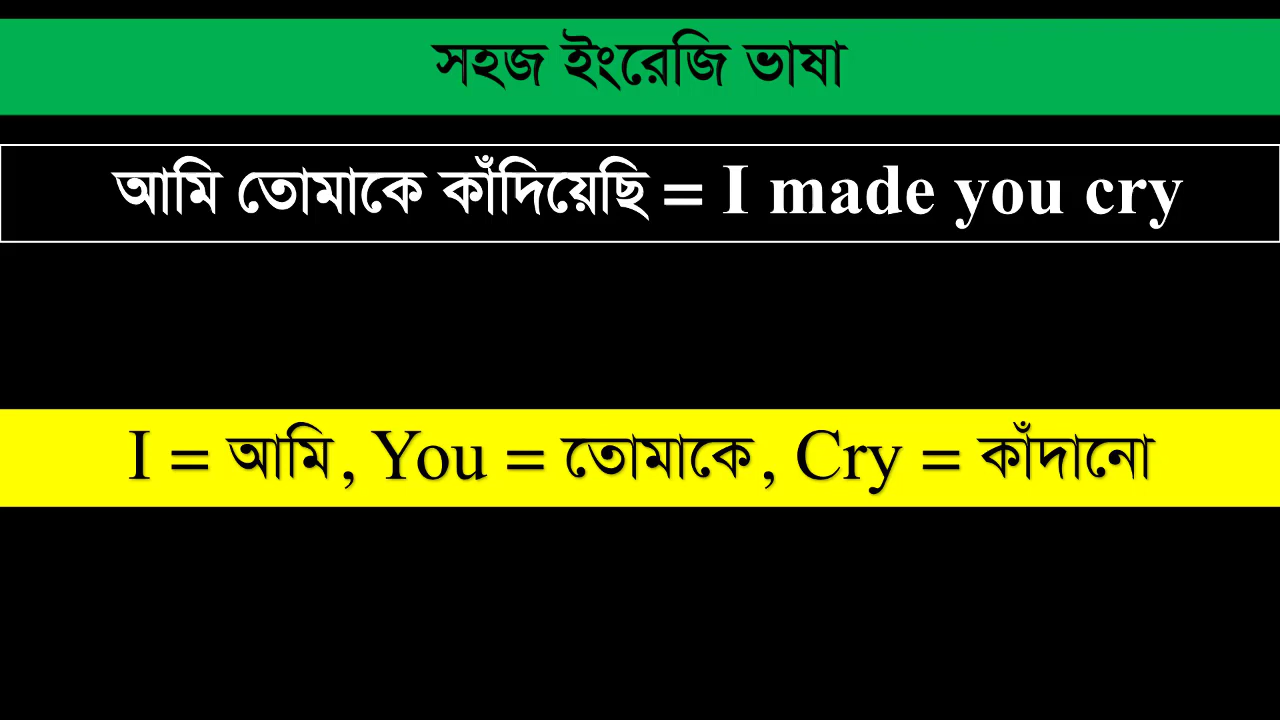 সহজ ইংরেজি ভাষা
আমি তোমাকে কাঁদিয়েছি = I made you cry
I = আমি, You = তোমাকে, Cry = কাঁদানো